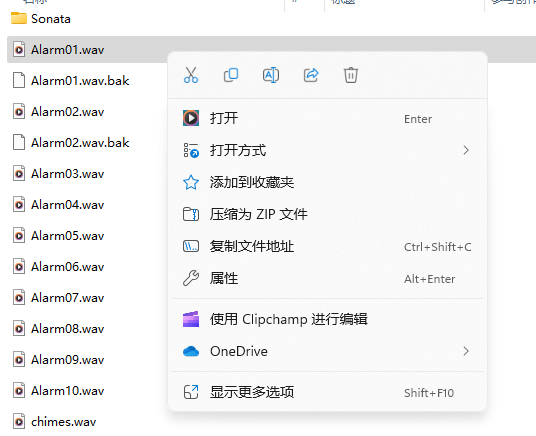 Sonata
Alarm01.wav
Alarm01.wav.bak
Alarm02.wav
Alarm02.wav.bak
Alarm03.wav
Alarm04.wav
Alarm05.wav
Alarm06.wav
Alarm07.wav
Alarm08.wav
Alarm09.wav
Alarm10.wav
chimes.wav
打开 Enter
打开方式
添加到收藏夹
压缩为 ZIP 文件
复制文件地址 Ctrl+Shift+C
属性 Alt+Enter
使用 Clipchamp 进行编辑
OneDrive
显示更多选项 Shift+F10